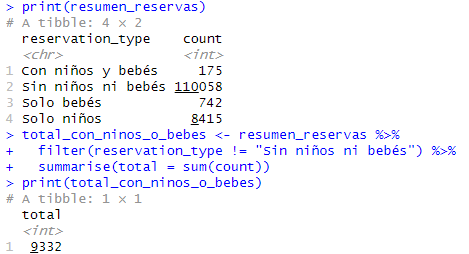 > print(resumen_reservas)
# A tibble: 4 × 2
  reservation_type     count
  <chr>                <int>
1 Con niños y bebés      175
2 Sin niños ni bebés  110058
3 Solo bebés             742
4 Solo niños            8415
> total_con_ninos_o_bebes <- resumen_reservas %>%
+   filter(reservation_type != "Sin niños ni bebés") %>%
+   summarise(total = sum(count))
> print(total_con_ninos_o_bebes)
# A tibble: 1 × 1
  total
  <int>
1  9332